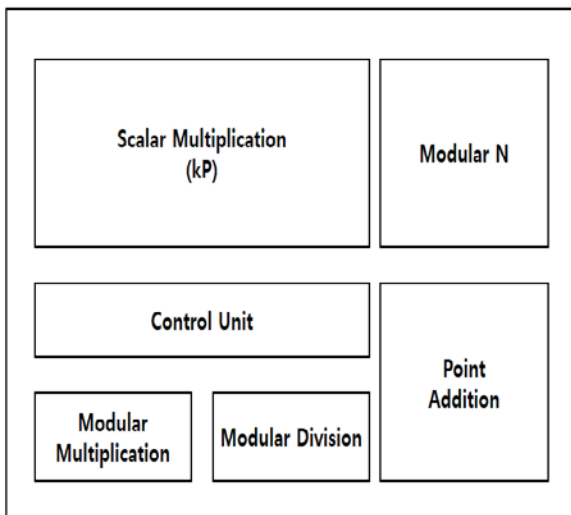 Scalar Multiplication
(kP)
Modular N
Control Unit
Point
Addition
Modular
Multiplication
Modular Division